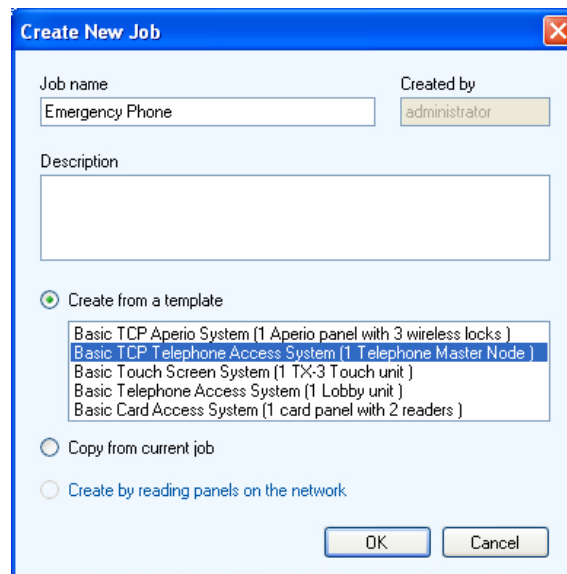 Create New Job
Job name
Created by
Emergency Phone
administrator
Description
Create from a template
Basic TCP Aperio System (1 Aperio panel with 3 wireless locks )
Basic TCP Telephone Access System (1 Telephone Master Node )
Basic Touch Screen System (1 TX-3 Touch unit )
Basic Telephone Access System (1 Lobby unit )
Basic Card Access System (1 card panel with 2 readers )
Copy from current job
Create by reading panels on the network
OK
Cancel